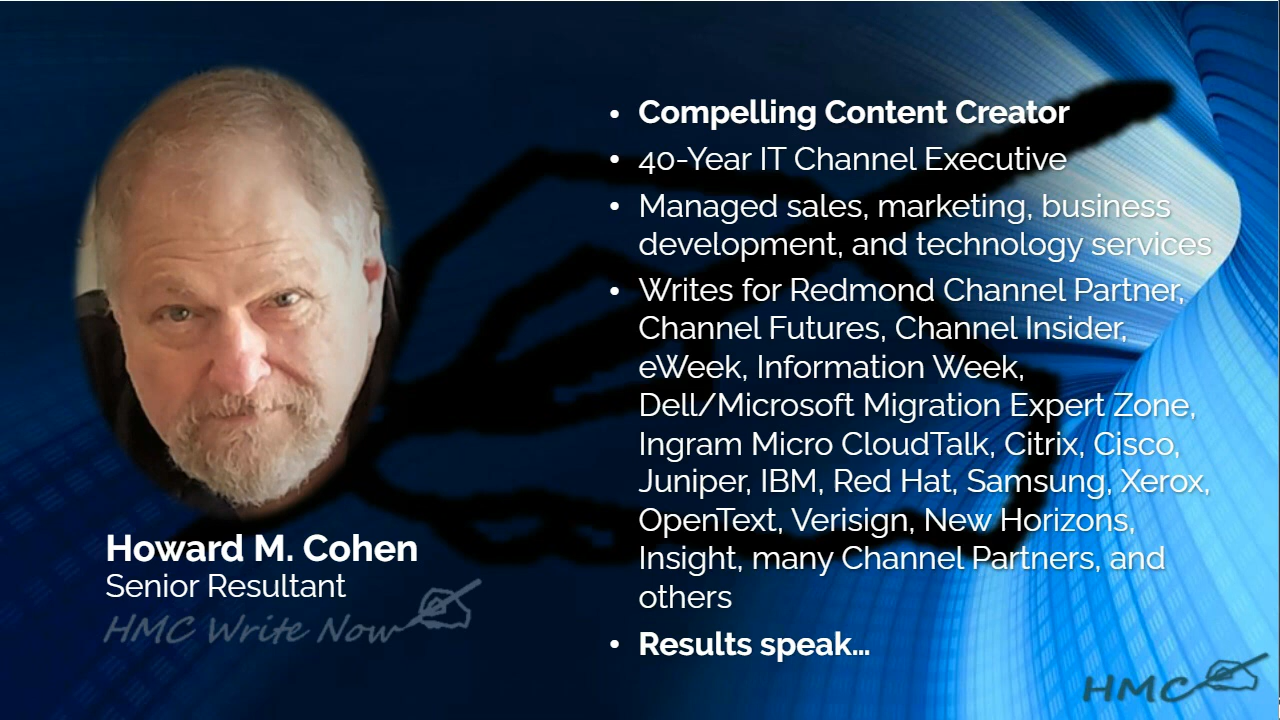 • Compelling Content Creator
• 40-Year IT Channel Executive
• Managed sales, marketing, business
development, and technology services
• Writes for Redmond Channel Partner,
Channel Futures, Channel Insider,
eWeek, Information Week,
Dell/Microsoft Migration Expert Zone,
Ingram Micro CloudTalk, Citrix, Cisco,
Juniper, IBM, Red Hat, Samsung, Xerox,
OpenText, Verisign, New Horizons,
Insight, many Channel Partners, and
others
• Results speak...
Howard M. Cohen
Senior Resultant
HMC Write Now
HMC